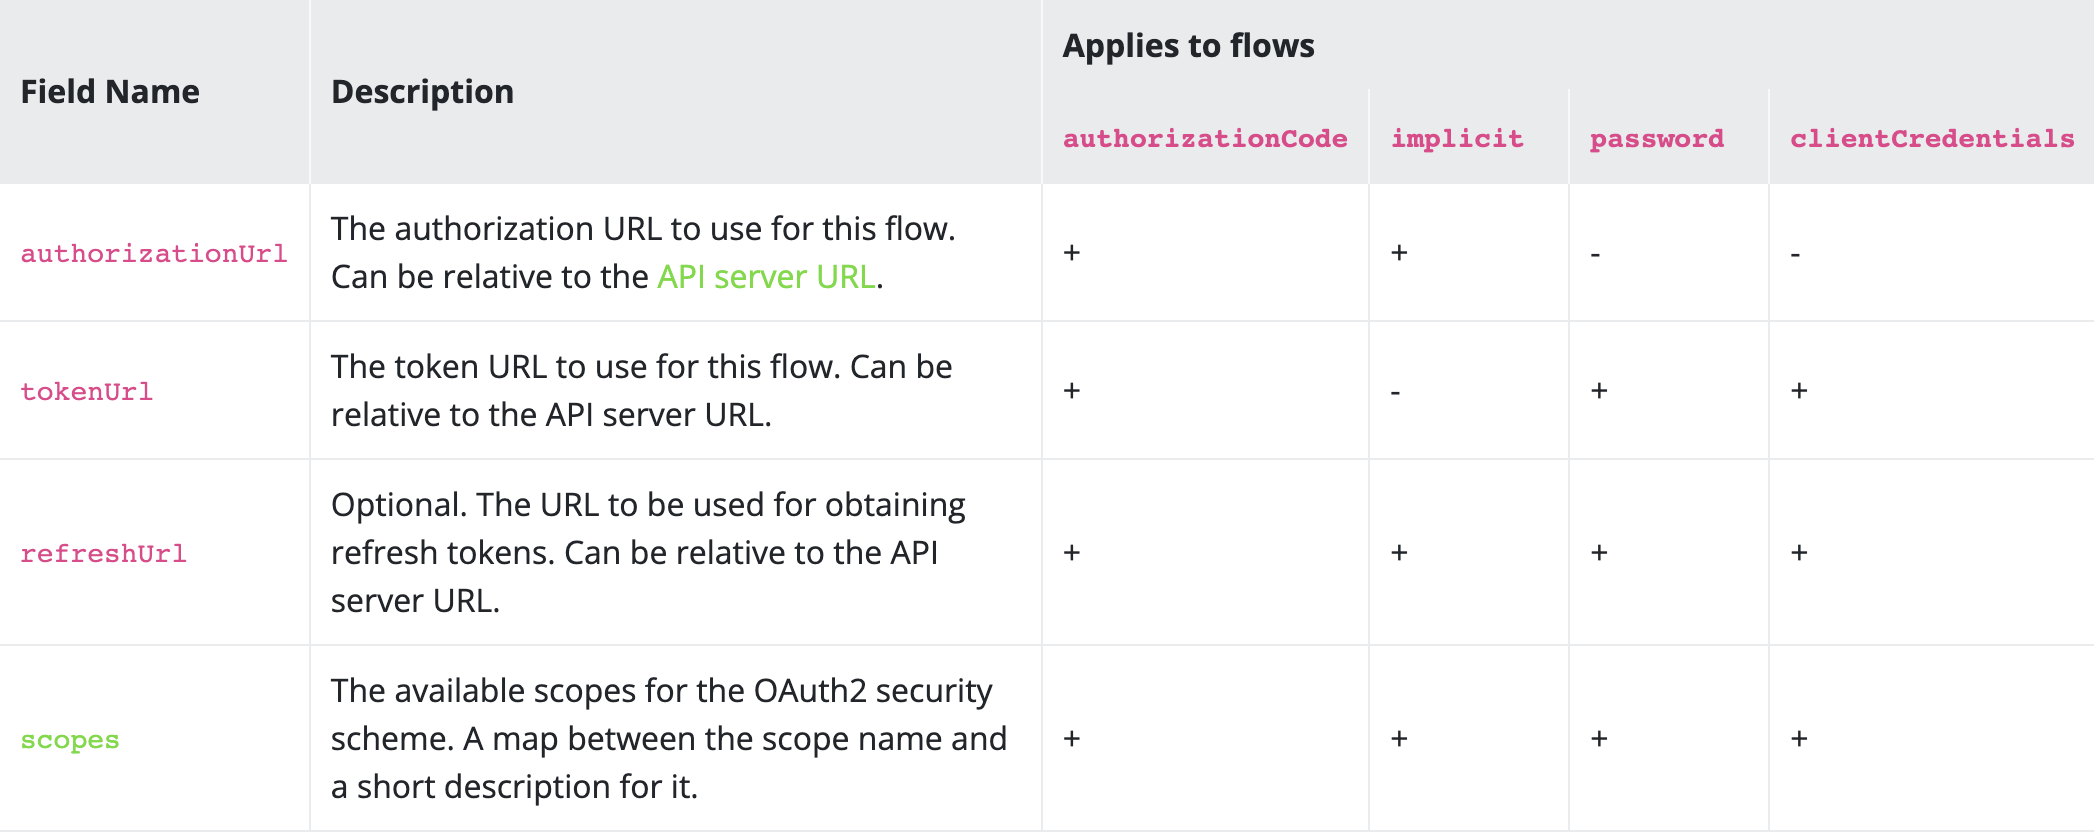 Field Name
Description
Applies to flows
authorizationCode
implicit
password
clientCredentials
authorizationUrl
The authorization URL to use for this flow.
Can be relative to the API server URL.
+
+
-
-
tokenUrl
The token URL to use for this flow. Can be
relative to the API server URL.
+
-
+
+
refreshUrl
Optional. The URL to be used for obtaining
refresh tokens. Can be relative to the API
server URL.
+
+
+
+
scopes
The available scopes for the OAuth2 security
scheme. A map between the scope name and
a short description for it.
+
+
+
+